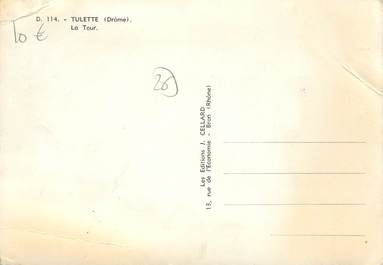 D. 114. - TULETTE (Drôme).
La Tour.
10 €
26
Les Editions J. CELLARD
13, rue de l'Economie - Bron (Rhône)